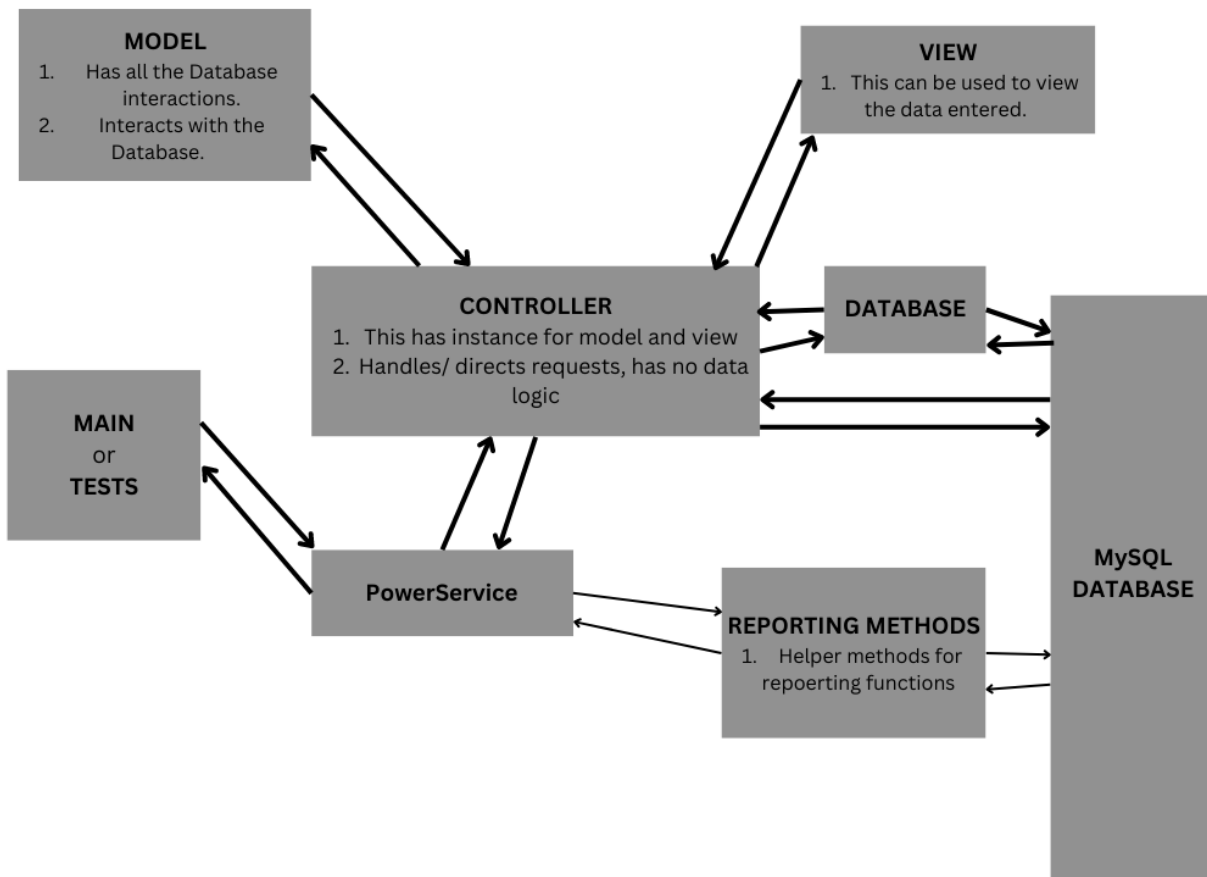 MODEL
1. Has all the Database
interactions.
2. Interacts with the
Database.
VIEW
1. This can be used to view
the data entered.
CONTROLLER
1. This has instance for model and view
2. Handles/ directs requests, has no data
logic
DATABASE
MAIN
or
TESTS
PowerService
REPORTING METHODS
1. Helper methods for
repoerting functions
MySQL
DATABASE